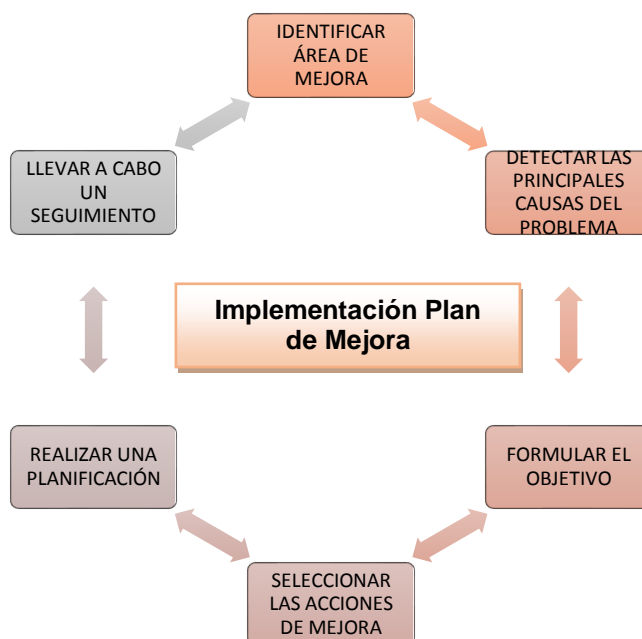 IDENTIFICAR
ÁREA DE
MEJORA
DETECTAR LAS
PRINCIPALES
CAUSAS DEL
PROBLEMA
FORMULAR EL
OBJETIVO
SELECCIONAR
LAS ACCIONES
DE MEJORA
REALIZAR UNA
PLANIFICACIÓN
LLEVAR A CABO
UN
SEGUIMIENTO
Implementación Plan
de Mejora